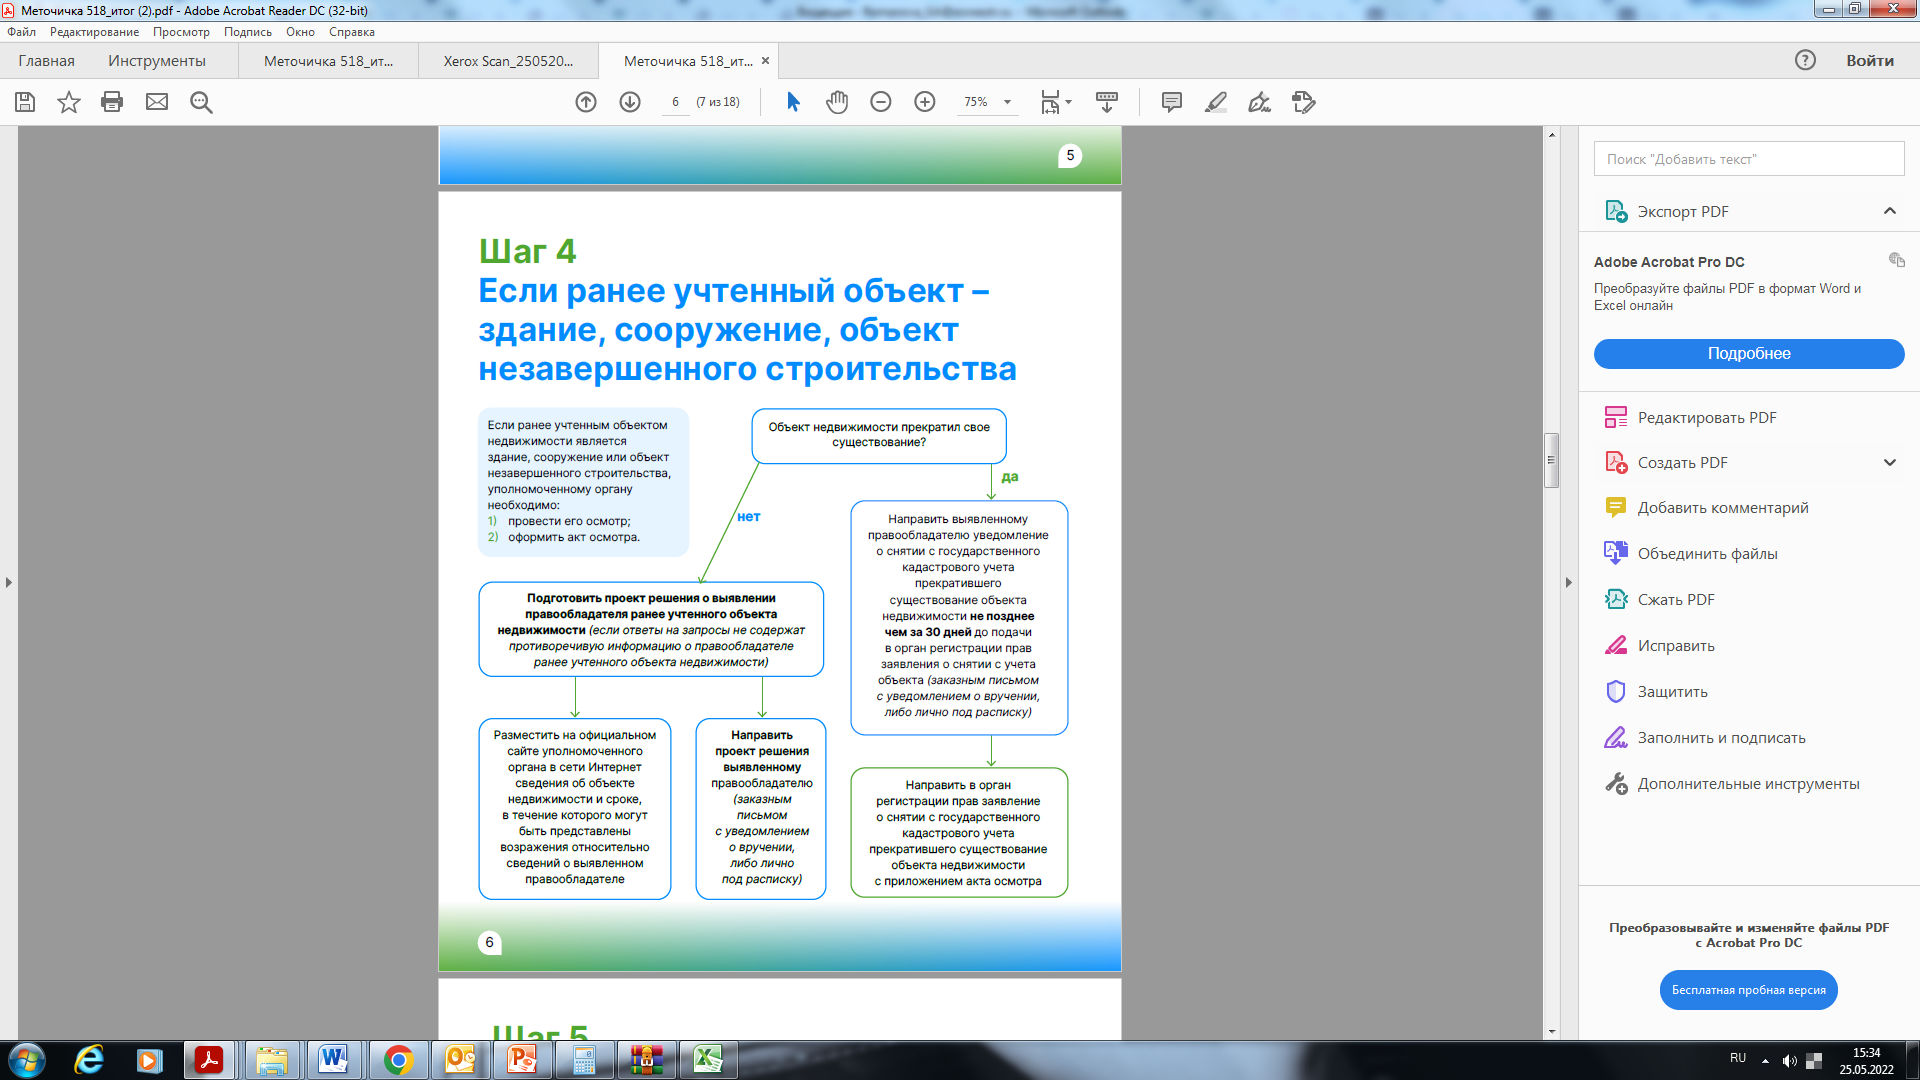 Меточичка 518_итог (2).pdf - Adobe Acrobat Reader DC (32-bit)
Файл Редактирование Просмотр Подпись Окно Справка
Главная Инструменты Меточичка 518_ит... Xerox Scan_250520... Меточичка 518_ит... × Войти
6 (7 из 18) 75%
5
Шаг 4
Если ранее учтенный объект –
здание, сооружение, объект
незавершенного строительства
Если ранее учтенным объектом
недвижимости является
здание, сооружение или объект
незавершенного строительства,
уполномоченному органу
необходимо:
1) провести его осмотр;
2) оформить акт осмотра.
Объект недвижимости прекратил свое
существование?
нет
да
Подготовить проект решения о выявлении
правообладателя ранее учтенного объекта
недвижимости (если ответы на запросы не содержат
противоречивую информацию о правообладателе
ранее учтенного объекта недвижимости)
Направить выявленному
правообладателю уведомление
о снятии с государственного
кадастрового учета
прекратившего
существование объекта
недвижимости не позднее
чем за 30 дней до подачи
в орган регистрации прав
заявления о снятии с учета
объекта (заказным письмом
с уведомлением о вручении,
либо лично под расписку)
Разместить на официальном
сайте уполномоченного
органа в сети Интернет
сведения об объекте
недвижимости и сроке,
в течение которого могут
быть представлены
возражения относительно
сведений о выявленном
правообладателе
Направить
проект решения
выявленному
правообладателю
(заказным
письмом
с уведомлением
о вручении,
либо лично
под расписку)
Направить в орган
регистрации прав заявление
о снятии с государственного
кадастрового учета
прекратившего существование
объекта недвижимости
с приложением акта осмотра
6
Шаг 5
Поиск "Добавить текст"
Экспорт PDF
Adobe Acrobat Pro DC
Преобразуйте файлы PDF в формат Word и
Excel онлайн
Подробнее
Редактировать PDF
Создать PDF
Добавить комментарий
Объединить файлы
Сжать PDF
Исправить
Защитить
Заполнить и подписать
Дополнительные инструменты
Преобразовывайте и изменяйте файлы PDF
с Acrobat Pro DC
Бесплатная пробная версия
RU
15:34
25.05.2022